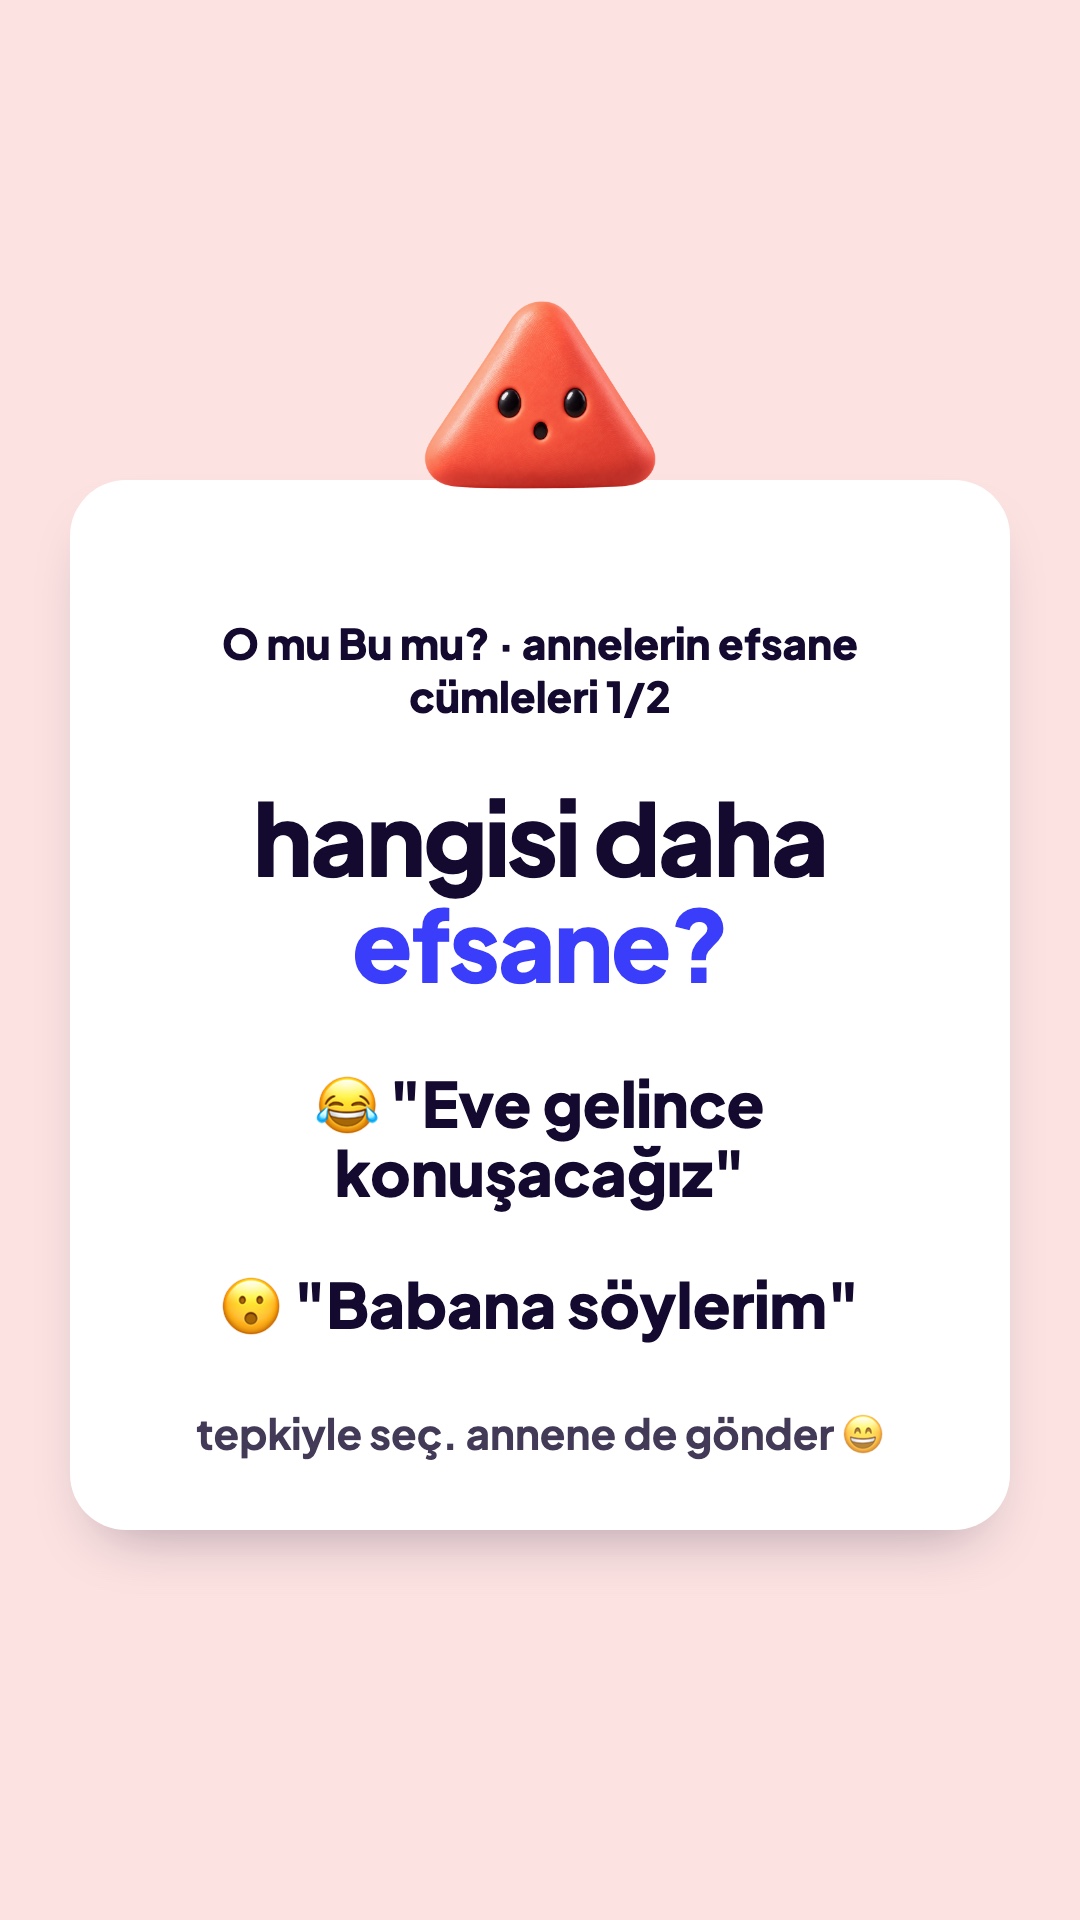 O mu Bu mu? · annelerin efsane
cümleleri 1/2
hangisi daha
efsane?
😂 "Eve gelince
konuşacağız"
😮 "Babana söylerim"
tepkiyle seç. annene de gönder 😄